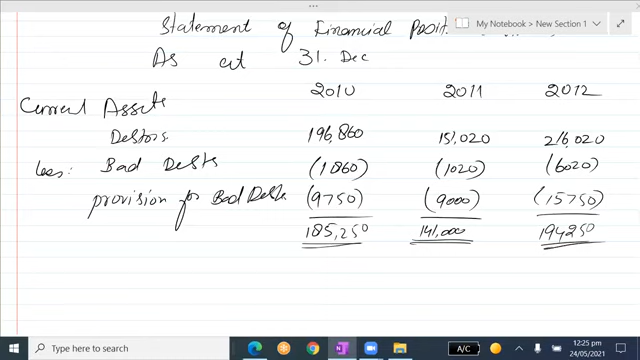 My Notebook > New Section 1
Statement of Financial Positi
As at 31. Dec
2010 2011 2012
Current Assets
Debtors 196,860 151,020 216,020
less: Bad Debts (1860) (1020) (6020)
provision for Bad Debts (9750) (9000) (15750)
185,250 141,000 194250
Type here to search
A/C
12:25 pm
24/05/2021